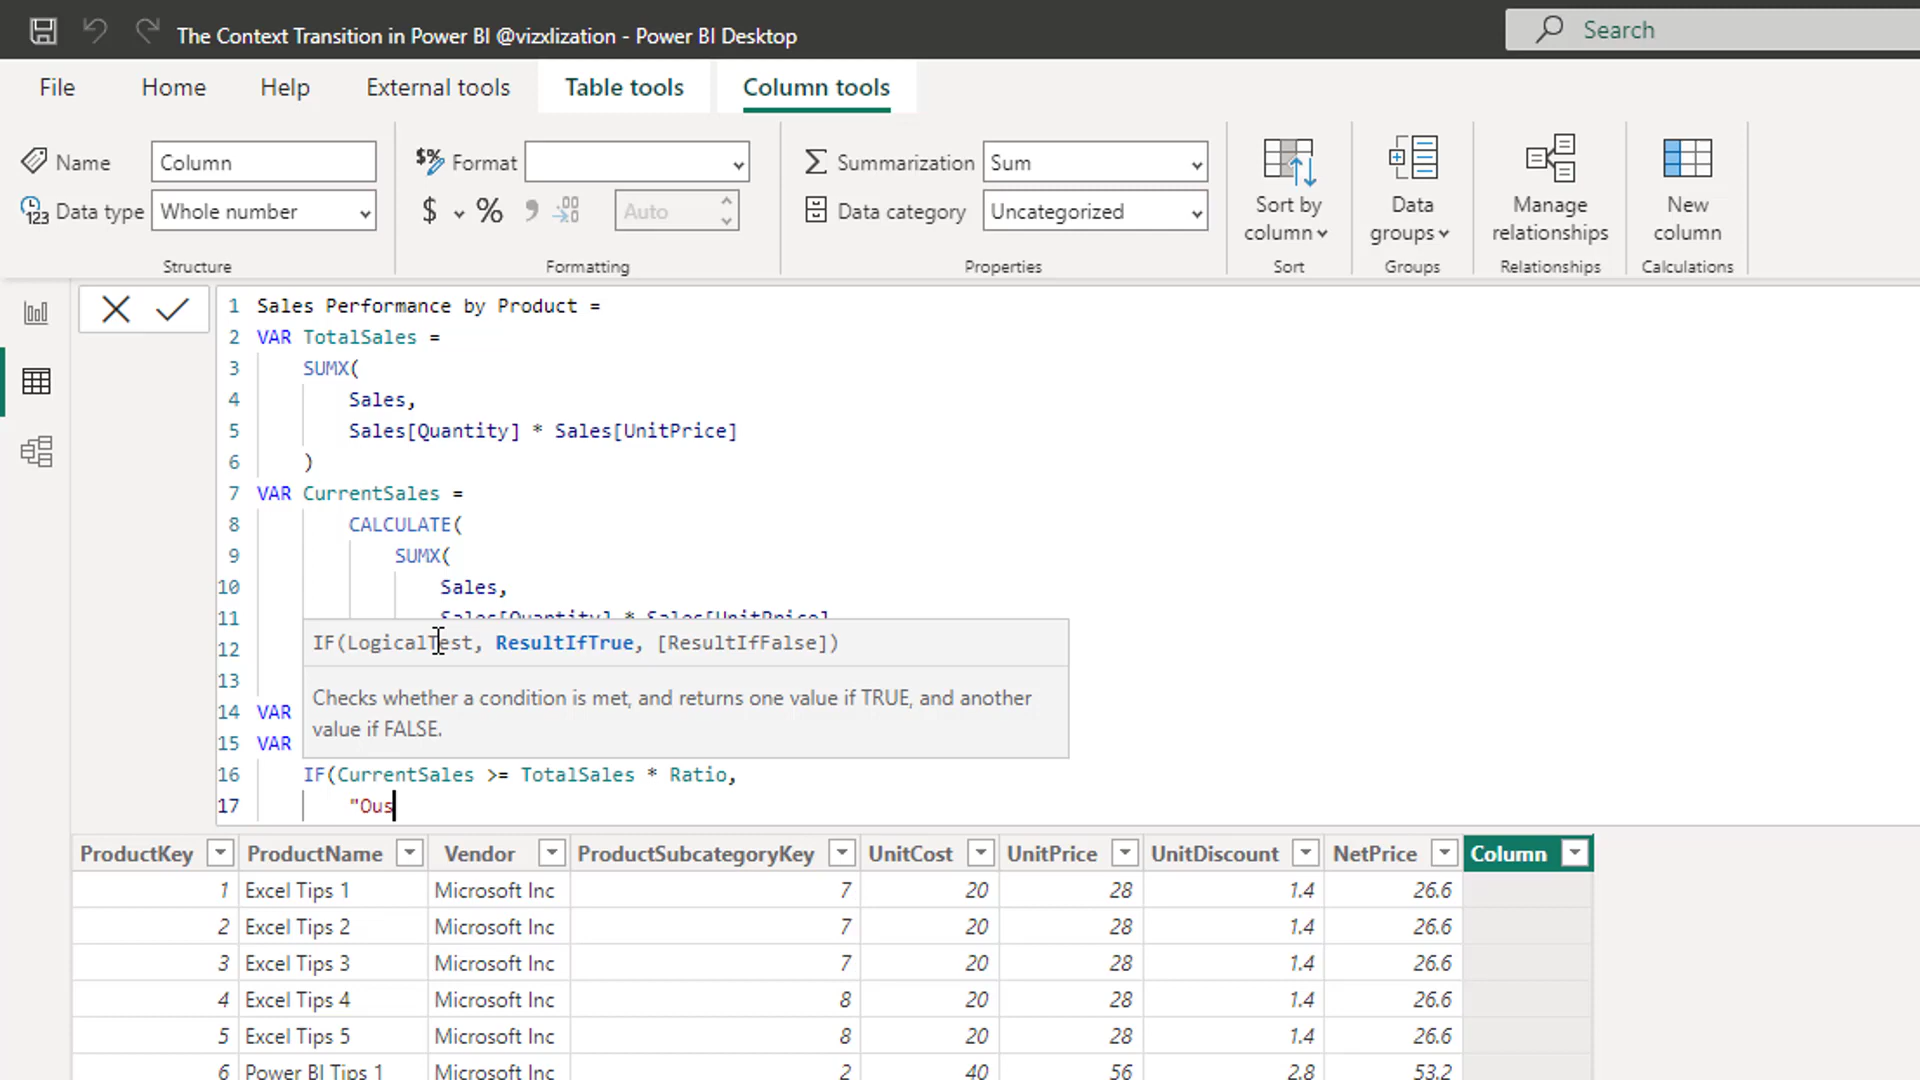 The Context Transition in Power BI @vizxlization - Power BI Desktop
Search
File Home Help External tools Table tools Column tools
Name Column
Data type Whole number
Structure
$% Format
$ % 9 .00 Auto
Formatting
Summarization Sum
Data category Uncategorized
Properties
Sort by
column
Sort
Data
groups
Groups
Manage
relationships
Relationships
New
column
Calculations
1 Sales Performance by Product =
2 VAR TotalSales =
3 SUMX(
4 Sales,
5 Sales[Quantity] * Sales[UnitPrice]
6 )
7 VAR CurrentSales =
8 CALCULATE(
9 SUMX(
10 Sales,
11 Sales[Quantity] * Sales[UnitPrice]
12
13
14 VAR
15 VAR
IF(LogicalTest, ResultIfTrue, [ResultIfFalse])
Checks whether a condition is met, and returns one value if TRUE, and another
value if FALSE.
16 IF(CurrentSales >= TotalSales * Ratio,
17 "Ous
ProductKey ProductName Vendor ProductSubcategoryKey UnitCost UnitPrice UnitDiscount NetPrice Column
1 Excel Tips 1 Microsoft Inc 7 20 28 1.4 26.6
2 Excel Tips 2 Microsoft Inc 7 20 28 1.4 26.6
3 Excel Tips 3 Microsoft Inc 7 20 28 1.4 26.6
4 Excel Tips 4 Microsoft Inc 8 20 28 1.4 26.6
5 Excel Tips 5 Microsoft Inc 8 20 28 1.4 26.6
6 Power BI Tips 1 Microsoft Inc 2 40 56 2.8 53.2